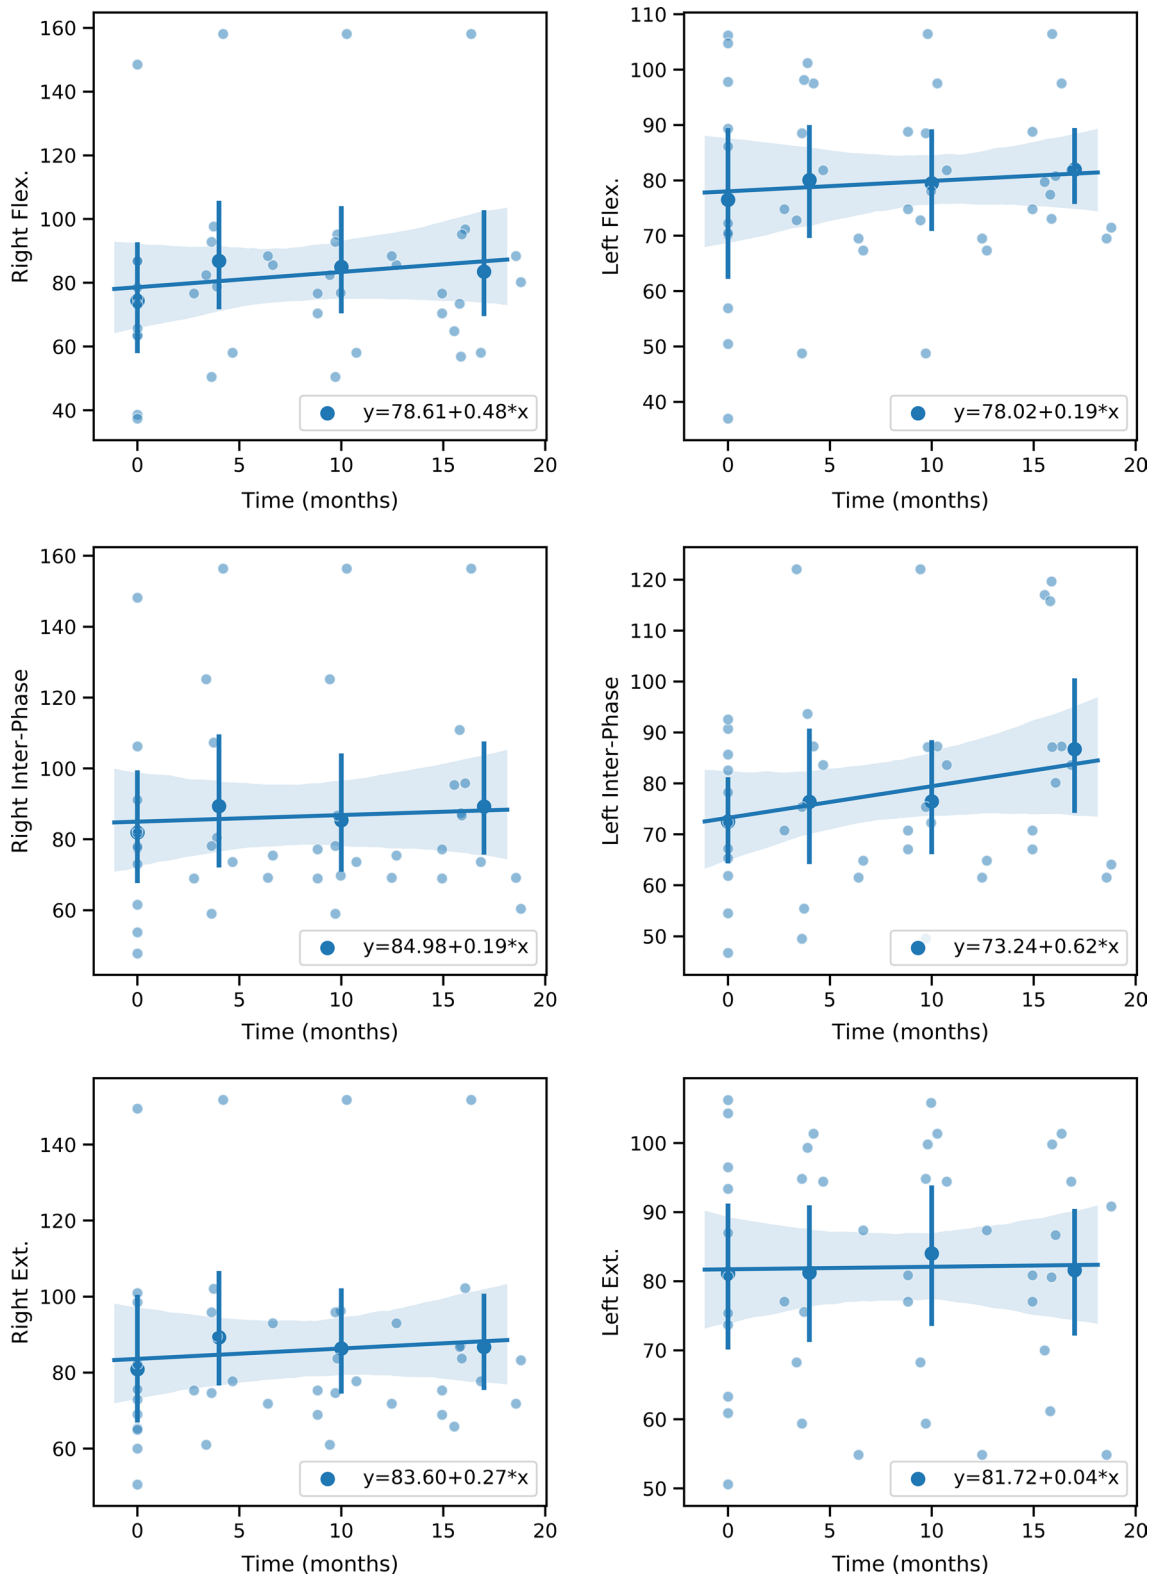 Right Flex.
160
140
120
100
80
60
40
0 5 10 15 20
Time (months)
y=78.61+0.48*x
Left Flex.
110
100
90
80
70
60
50
40
0 5 10 15 20
Time (months)
y=78.02+0.19*x
Right Inter-Phase
160
140
120
100
80
60
0 5 10 15 20
Time (months)
y=84.98+0.19*x
Left Inter-Phase
120
110
100
90
80
70
60
50
0 5 10 15 20
Time (months)
y=73.24+0.62*x
Right Ext.
140
120
100
80
60
0 5 10 15 20
Time (months)
y=83.60+0.27*x
Left Ext.
100
90
80
70
60
50
0 5 10 15 20
Time (months)
y=81.72+0.04*x